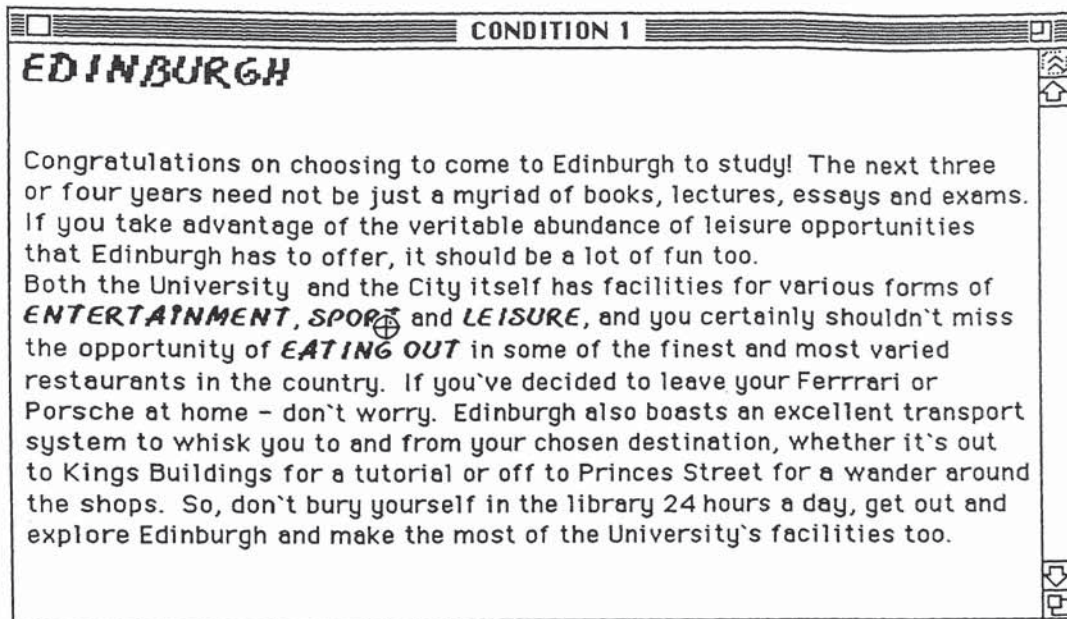 CONDITION 1
EDINBURGH
Congratulations on choosing to come to Edinburgh to study! The next three
or four years need not be just a myriad of books, lectures, essays and exams.
If you take advantage of the veritable abundance of leisure opportunities
that Edinburgh has to offer, it should be a lot of fun too.
Both the University and the City itself has facilities for various forms of
ENTERTAINMENT, SPORT and LEISURE, and you certainly shouldn`t miss
the opportunity of EATING OUT in some of the finest and most varied
restaurants in the country. If you`ve decided to leave your Ferrrari or
Porsche at home - don`t worry. Edinburgh also boasts an excellent transport
system to whisk you to and from your chosen destination, whether it`s out
to Kings Buildings for a tutorial or off to Princes Street for a wander around
the shops. So, don`t bury yourself in the library 24 hours a day, get out and
explore Edinburgh and make the most of the University`s facilities too.